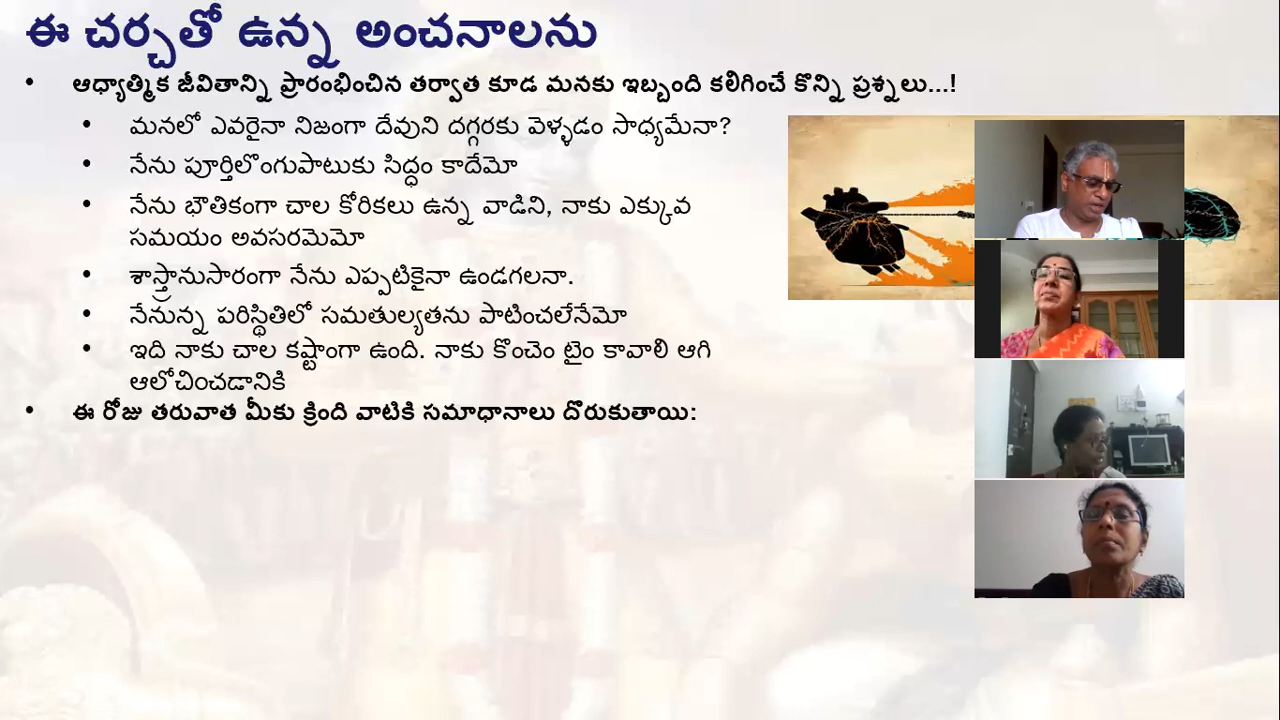 ఈ చర్చతో ఉన్న అంచనాలను
• ఆధ్యాత్మిక జీవితాన్ని ప్రారంభించిన తర్వాత కూడ మనకు ఇబ్బంది కలిగించే కొన్ని ప్రశ్నలు...!
• మనలో ఎవరైనా నిజంగా దేవుని దగ్గరకు వెళ్ళడం సాధ్యమేనా?
• నేను పూర్తిలొంగుపాటుకు సిద్ధం కాదేమో
• నేను భౌతికంగా చాల కోరికలు ఉన్న వాడిని, నాకు ఎక్కువ
సమయం అవసరమెమో
• శాస్త్రానుసారంగా నేను ఎప్పటికైనా ఉండగలనా.
• నేనున్న పరిస్థితిలో సమతుల్యతను పాటించలేనేమో
• ఇది నాకు చాల కష్టాంగా ఉంది. నాకు కొంచెం టైం కావాలి ఆగి
ఆలోచించడానికి
• ఈ రోజు తరువాత మీకు క్రింది వాటికి సమాధానాలు దొరుకుతాయి: